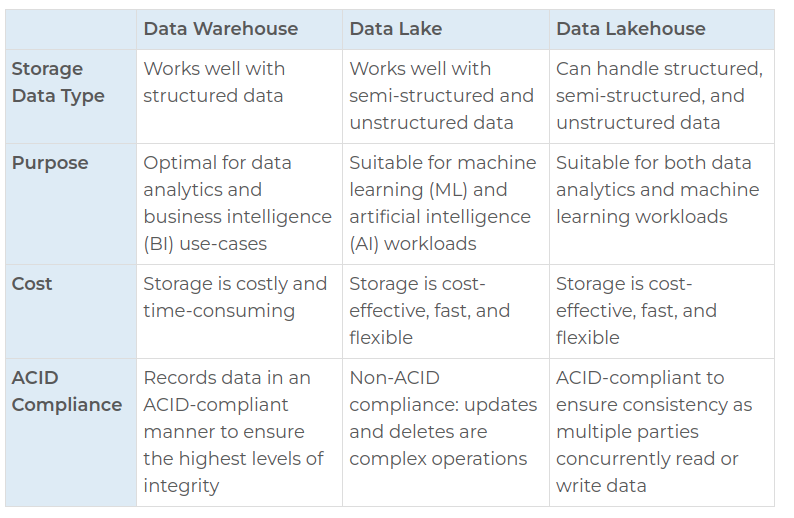 Data Warehouse
Data Lake
Data Lakehouse
Storage
Data Type
Works well with
structured data
Works well with
semi-structured and
unstructured data
Can handle structured,
semi-structured, and
unstructured data
Purpose
Optimal for data
analytics and
business intelligence
(BI) use-cases
Suitable for machine
learning (ML) and
artificial intelligence
(AI) workloads
Suitable for both data
analytics and machine
learning workloads
Cost
Storage is costly and
time-consuming
Storage is cost-
effective, fast, and
flexible
Storage is cost-
effective, fast, and
flexible
ACID
Compliance
Records data in an
ACID-compliant
manner to ensure
the highest levels of
integrity
Non-ACID
compliance: updates
and deletes are
complex operations
ACID-compliant to
ensure consistency as
multiple parties
concurrently read or
write data